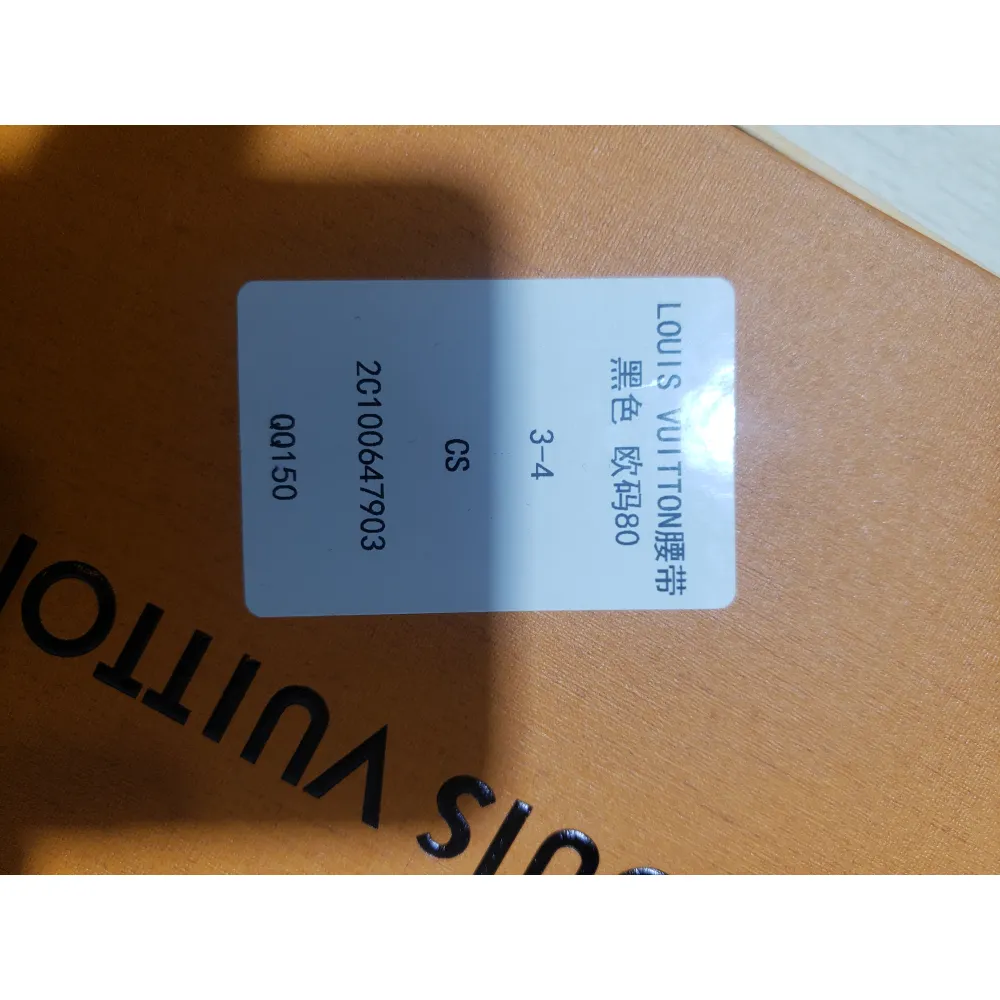 LOUIS VUITTON腰带
黑色 欧码80
3-4
CS
2C100647903
QQ150
LOUIS VUITTON